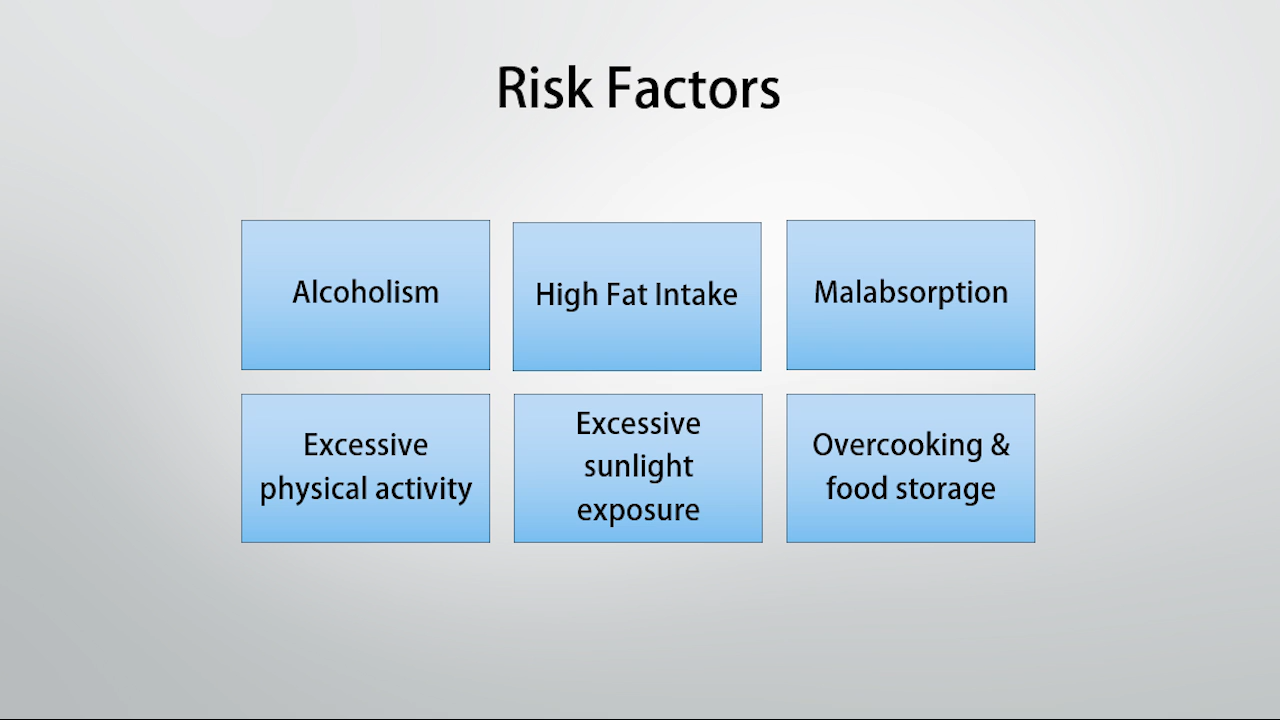 Risk Factors
Alcoholism
High Fat Intake
Malabsorption
Excessive
physical activity
Excessive
sunlight
exposure
Overcooking &
food storage